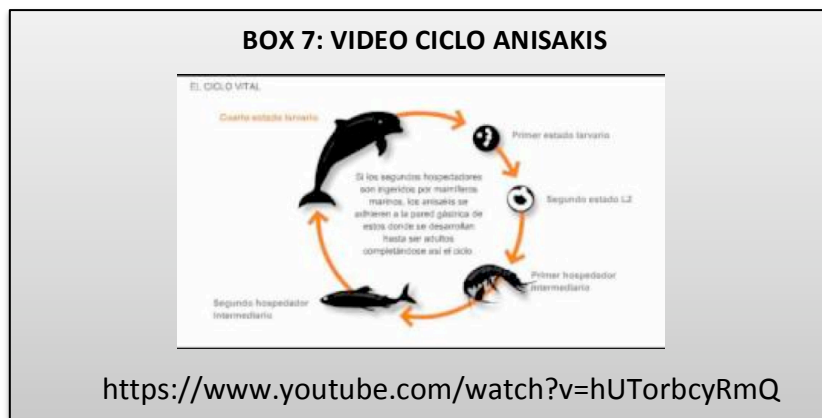 BOX 7: VIDEO CICLO ANISAKIS
EL CICLO VITAL
Cuarto estado larvario
Primer estado larvario
Si los segundos hospedadores
son ingeridos por mamíferos
marinos, los anisakis se
adhieren a la pared gástrica de
estos donde se desarrollan
hasta ser adultos
completándose así el ciclo
Segundo estado L2
Primer hospedador
intermediario
Segundo hospedador
intermediario
https://www.youtube.com/watch?v=hUTorbcyRmQ